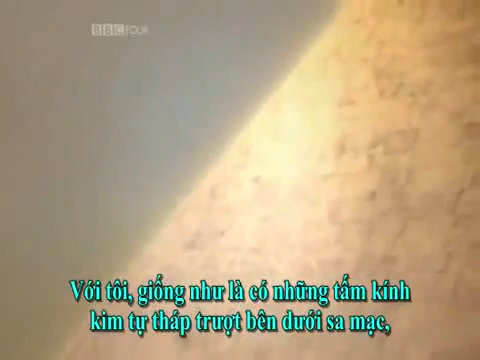 BBC FOUR
Với tôi, giống như là có những tấm kính
kim tự tháp trượt bên dưới sa mạc,